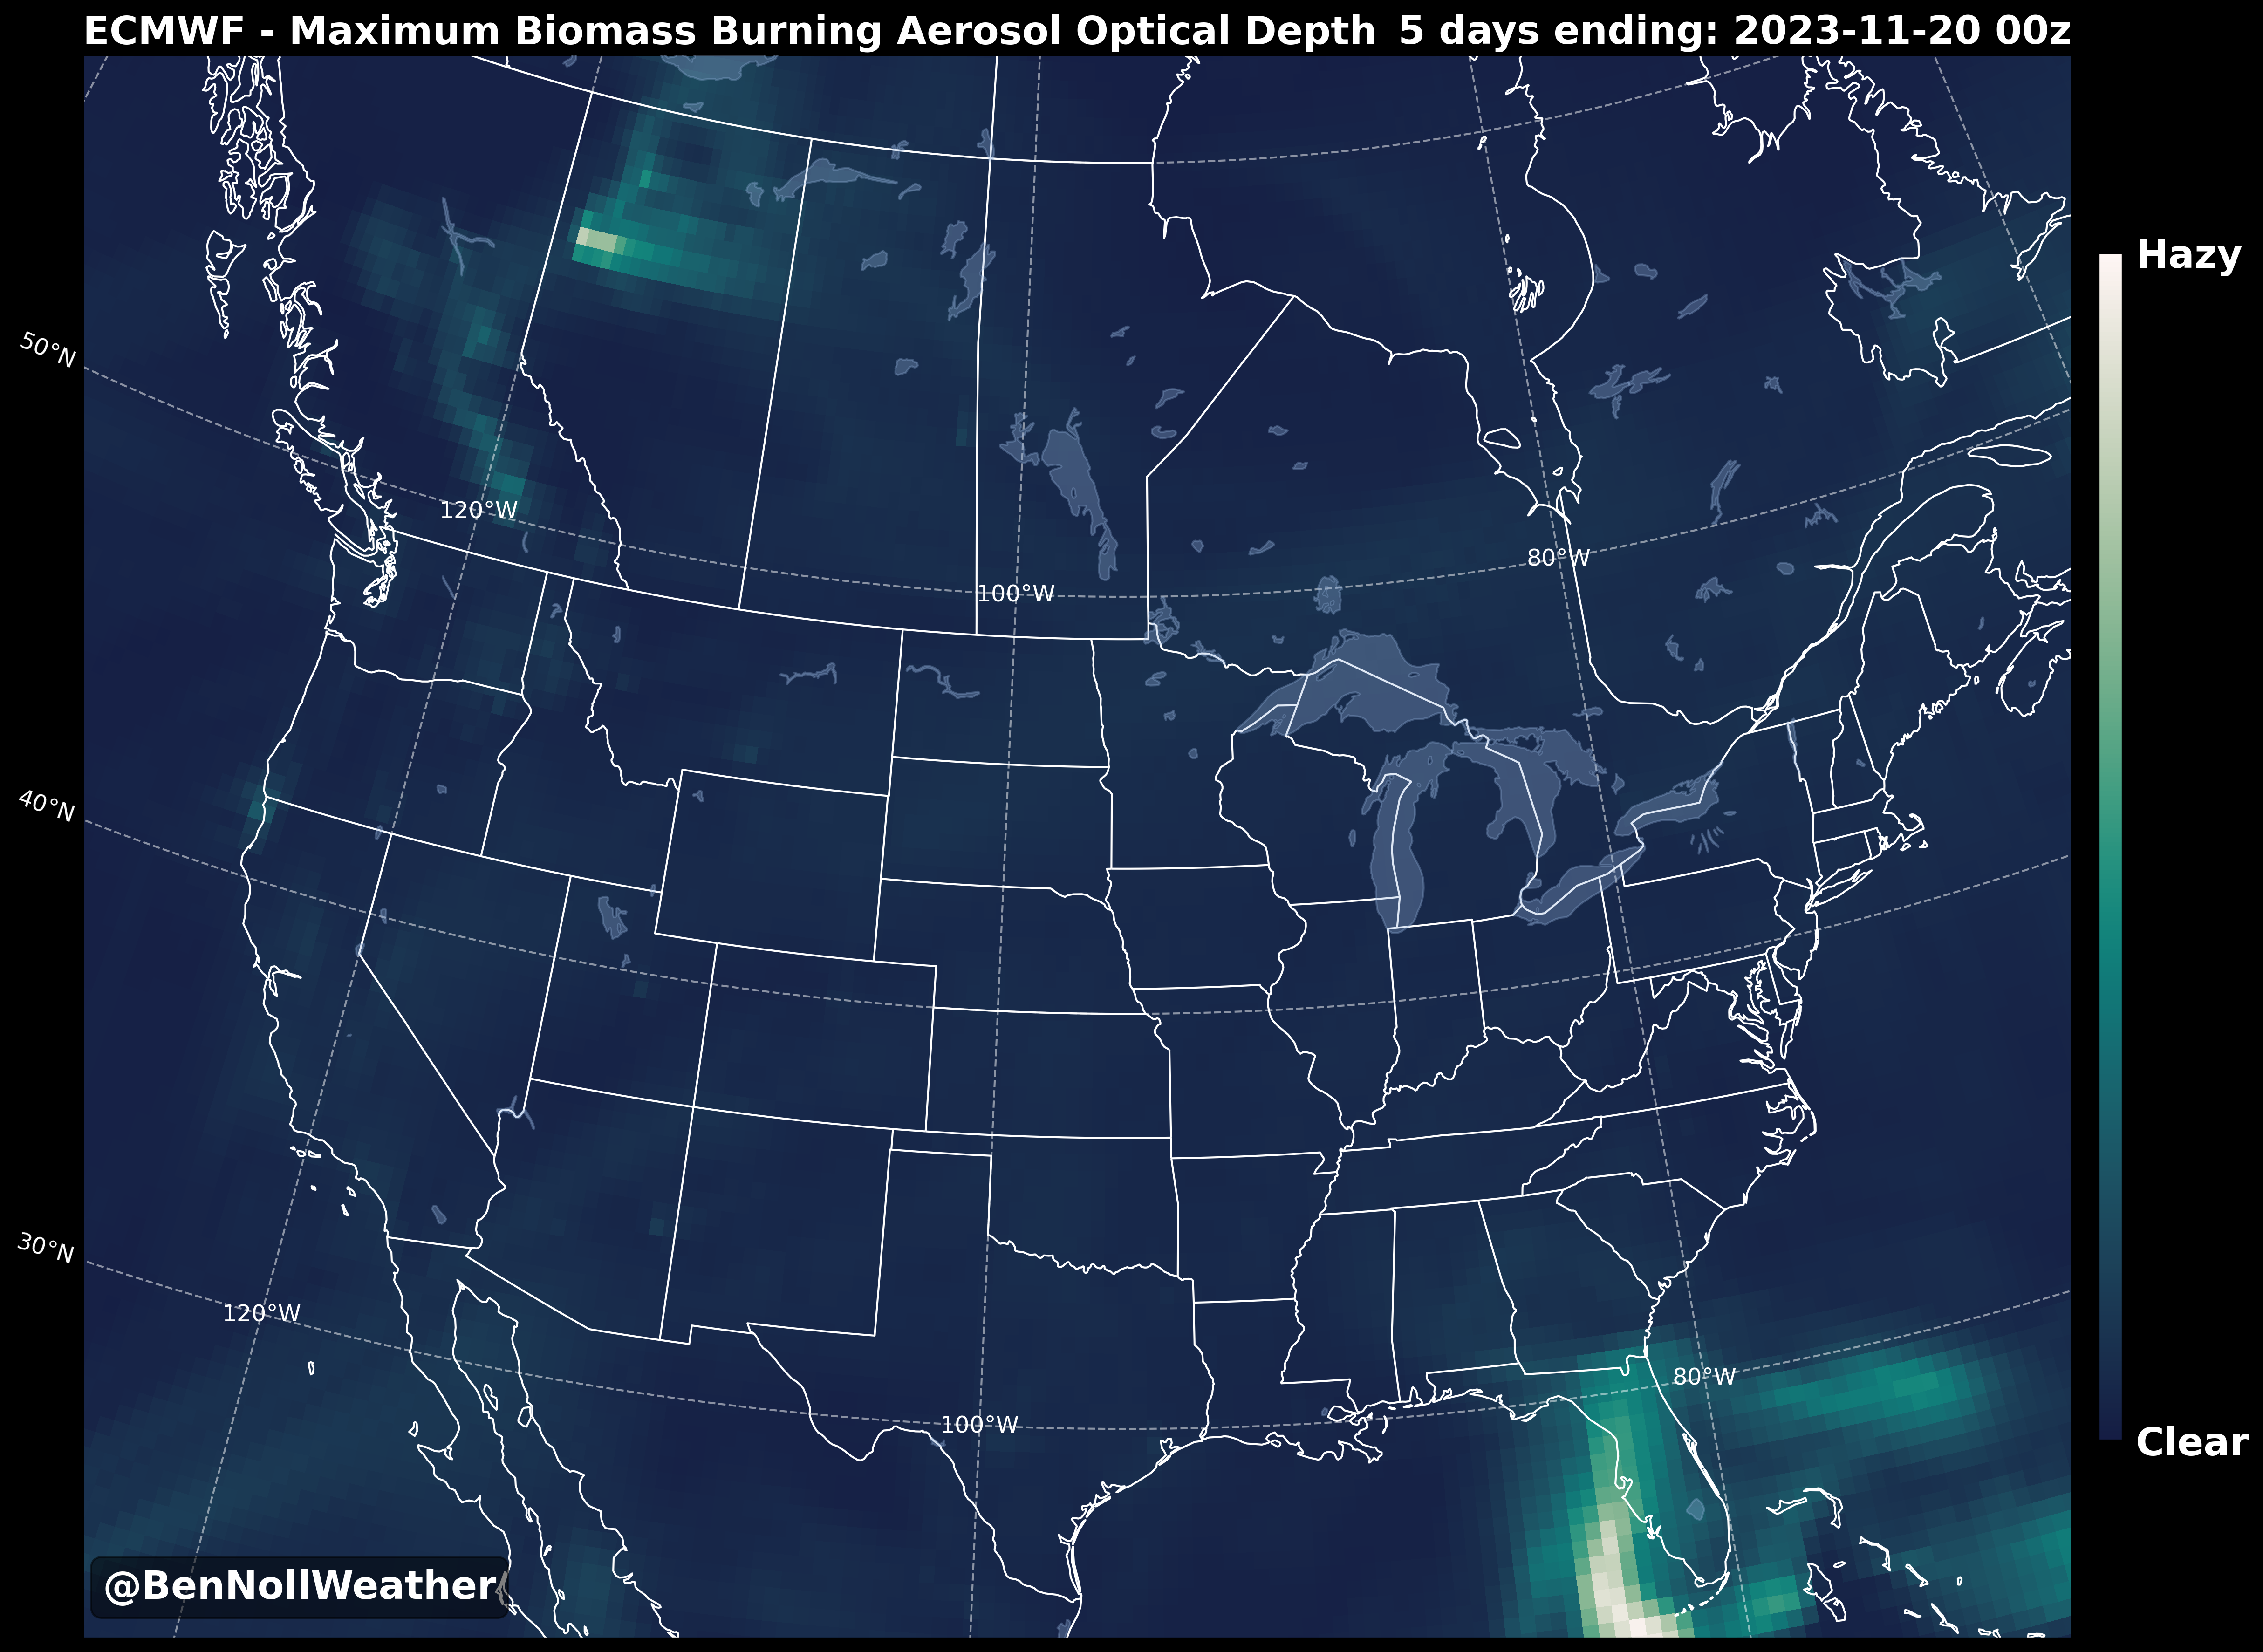 ECMWF - Maximum Biomass Burning Aerosol Optical Depth 5 days ending: 2023-11-20 00z
Hazy
50°N
120°W
100°W
80°W
40°N
30°N
120°W
100°W
80°W
Clear
@BenNollWeather